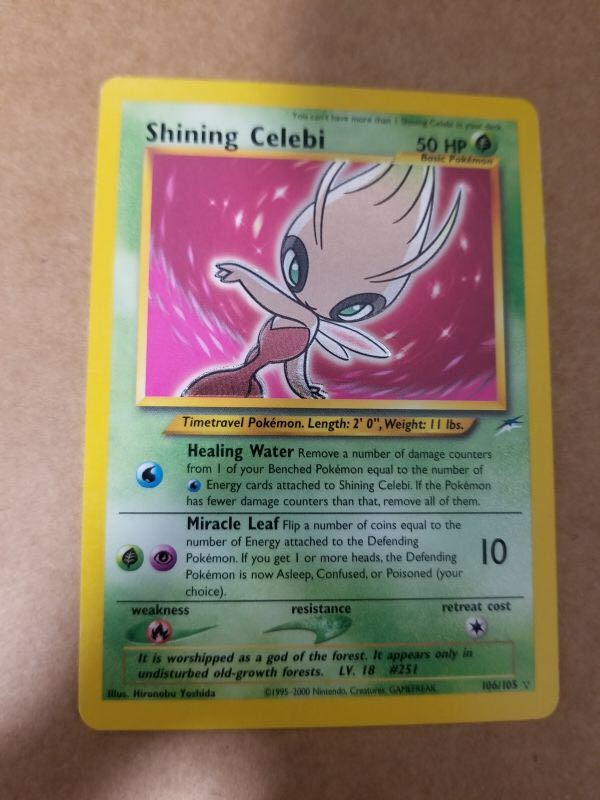 You can't have more than 1 Shining Celebi in your deck.
Shining Celebi
50 HP
Basic Pokémon
Timetravel Pokémon. Length: 2' 0", Weight: 11 lbs.
Healing Water Remove a number of damage counters
from 1 of your Benched Pokémon equal to the number of
Energy cards attached to Shining Celebi. If the Pokémon
has fewer damage counters than that, remove all of them.
Miracle Leaf Flip a number of coins equal to the
number of Energy attached to the Defending
Pokémon. If you get 1 or more heads, the Defending
Pokémon is now Asleep, Confused, or Poisoned (your
choice).
10
weakness resistance retreat cost
It is worshipped as a god of the forest. It appears only in
undisturbed old-growth forests. LV. 18 #251
Illus. Hironobu Yoshida ©1995-2000 Nintendo, Creatures, GAMEFREAK. 106/105